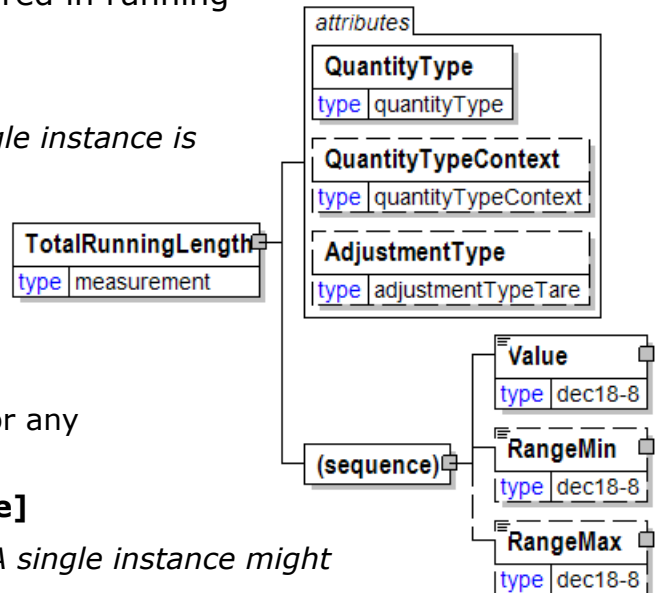 red in running
attributes
QuantityType
type quantityType
gle instance is
QuantityTypeContext
type quantityTypeContext
TotalRunningLength
type measurement
AdjustmentType
type adjustmentTypeTare
Value
type dec18-8
or any
(sequence)
RangeMin
type dec18-8
e]
RangeMax
type dec18-8
A single instance might